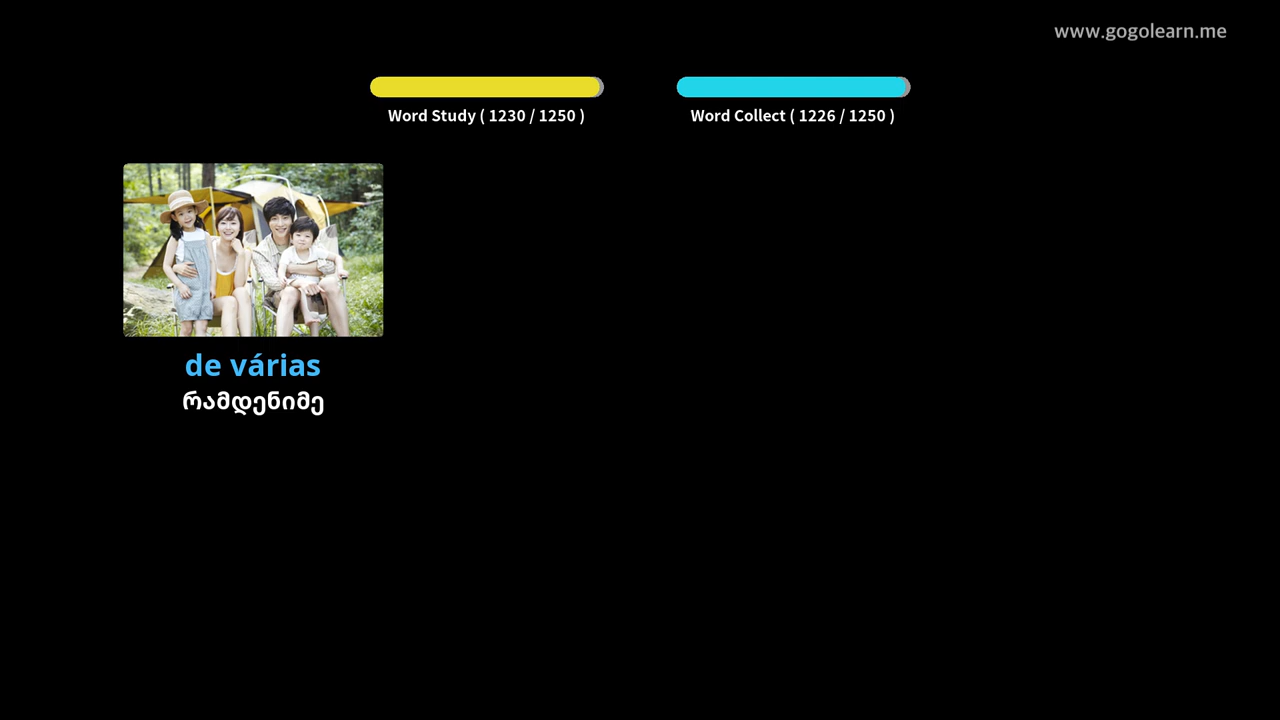 www.gogolearn.me
Word Study ( 1230 / 1250 )
Word Collect ( 1226 / 1250 )
de várias
რამდენიმე